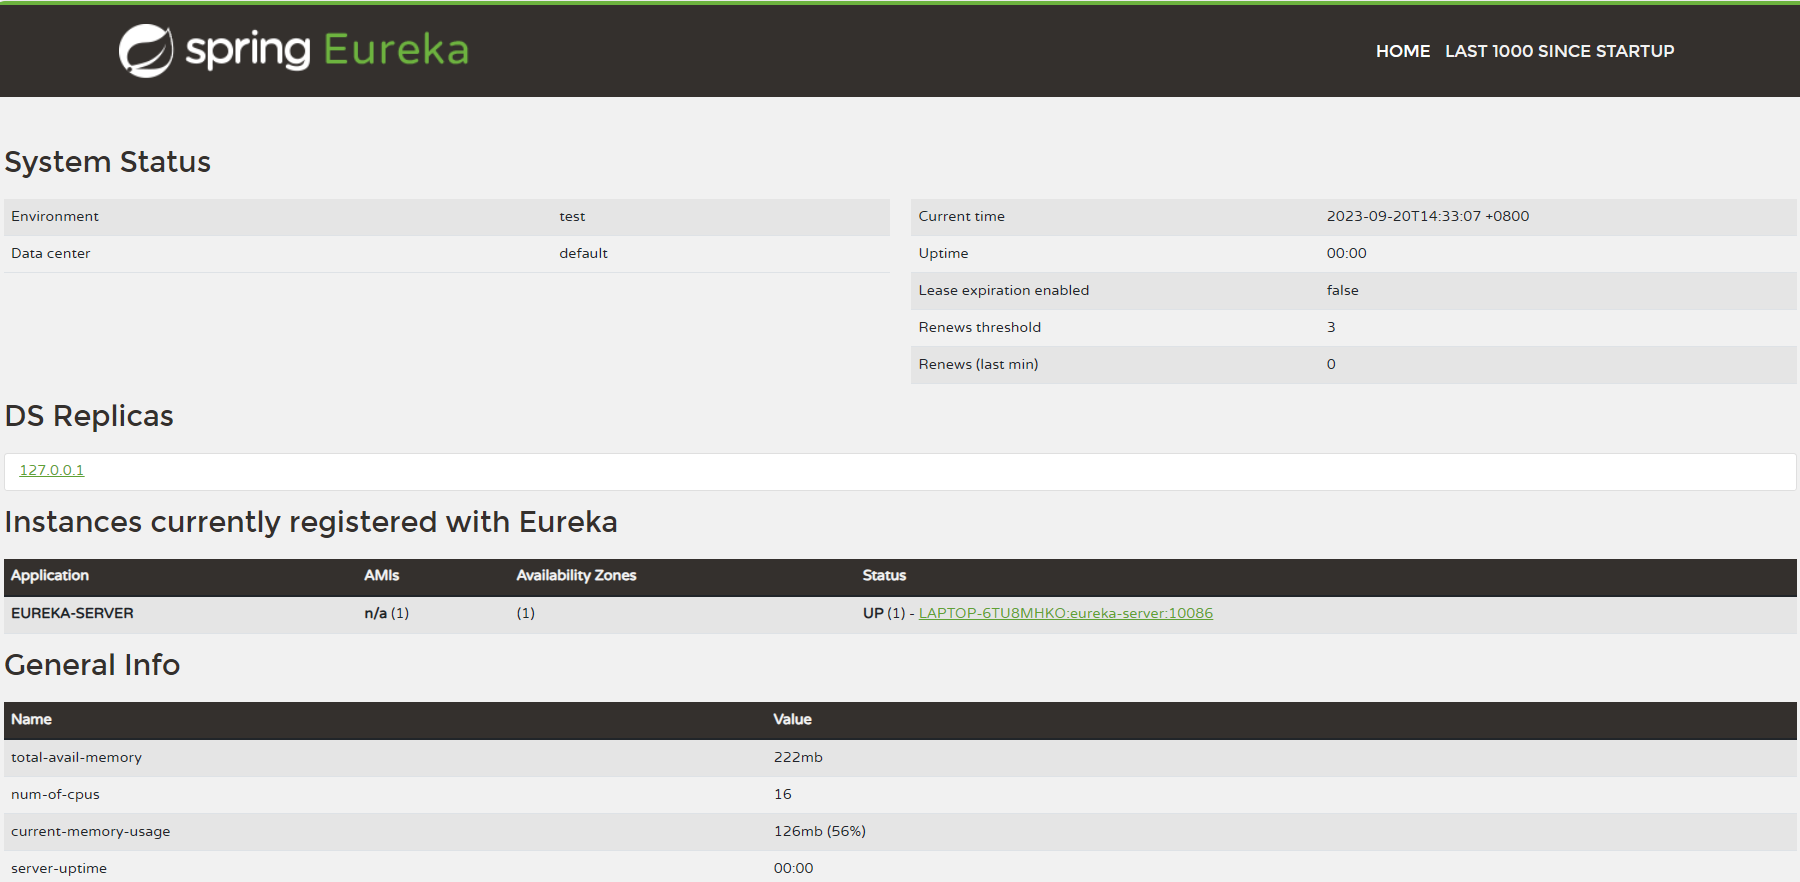 spring Eureka
HOME LAST 1000 SINCE STARTUP
System Status
Environment test
Data center default
Current time 2023-09-20T14:33:07 +0800
Uptime 00:00
Lease expiration enabled false
Renews threshold 3
Renews (last min) 0
DS Replicas
127.0.0.1
Instances currently registered with Eureka
Application AMIs Availability Zones Status
EUREKA-SERVER n/a (1) (1) UP (1) - LAPTOP-6TU8MHKO:eureka-server:10086
General Info
Name Value
total-avail-memory 222mb
num-of-cpus 16
current-memory-usage 126mb (56%)
server-uptime 00:00